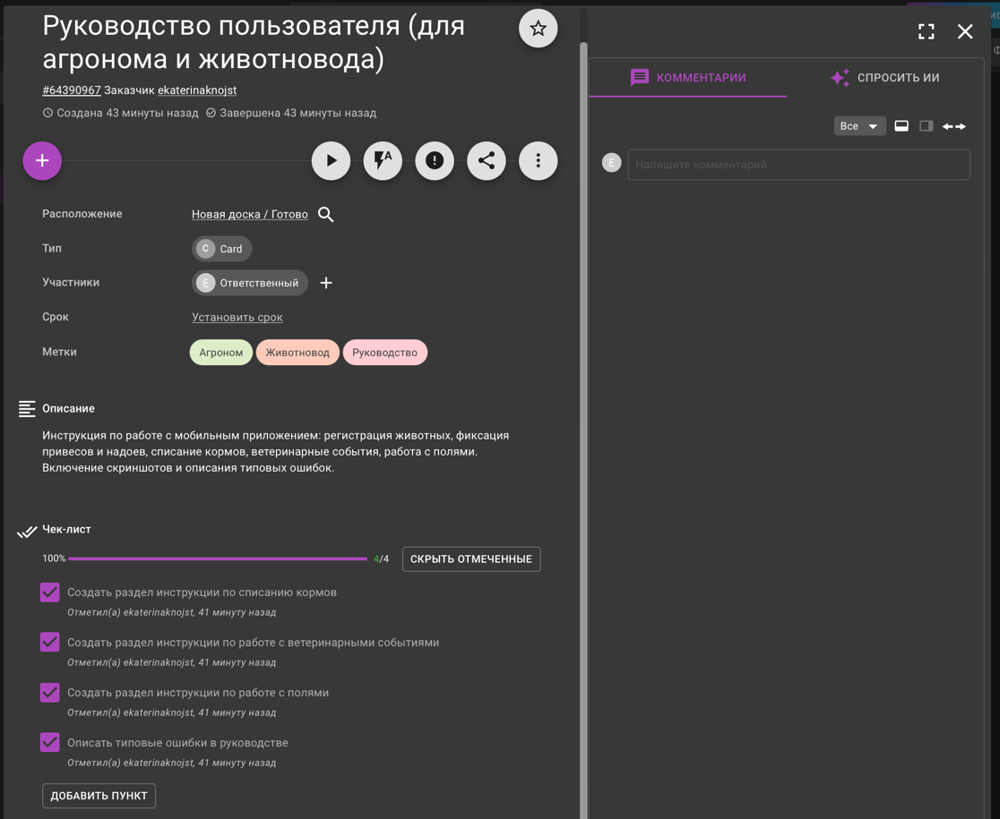 Руководство пользователя (для
агронома и животновода)
#64390967 Заказчик ekaterinaknojst
Создана 43 минуты назад Завершена 43 минуты назад
Расположение Новая доска / Готово
Тип C Card
Участники E Ответственный
Срок Установить срок
Метки Агроном Животновод Руководство
Описание
Инструкция по работе с мобильным приложением: регистрация животных, фиксация
привесов и надоев, списание кормов, ветеринарные события, работа с полями.
Включение скриншотов и описания типовых ошибок.
Чек-лист
100% 4/4 СКРЫТЬ ОТМЕЧЕННЫЕ
Создать раздел инструкции по списанию кормов
Отметил(а) ekaterinaknojst, 41 минуту назад
Создать раздел инструкции по работе с ветеринарными событиями
Отметил(а) ekaterinaknojst, 41 минуту назад
Создать раздел инструкции по работе с полями
Отметил(а) ekaterinaknojst, 41 минуту назад
Описать типовые ошибки в руководстве
Отметил(а) ekaterinaknojst, 41 минуту назад
ДОБАВИТЬ ПУНКТ
КОММЕНТАРИИ СПРОСИТЬ ИИ
Все
E Напишите комментарий